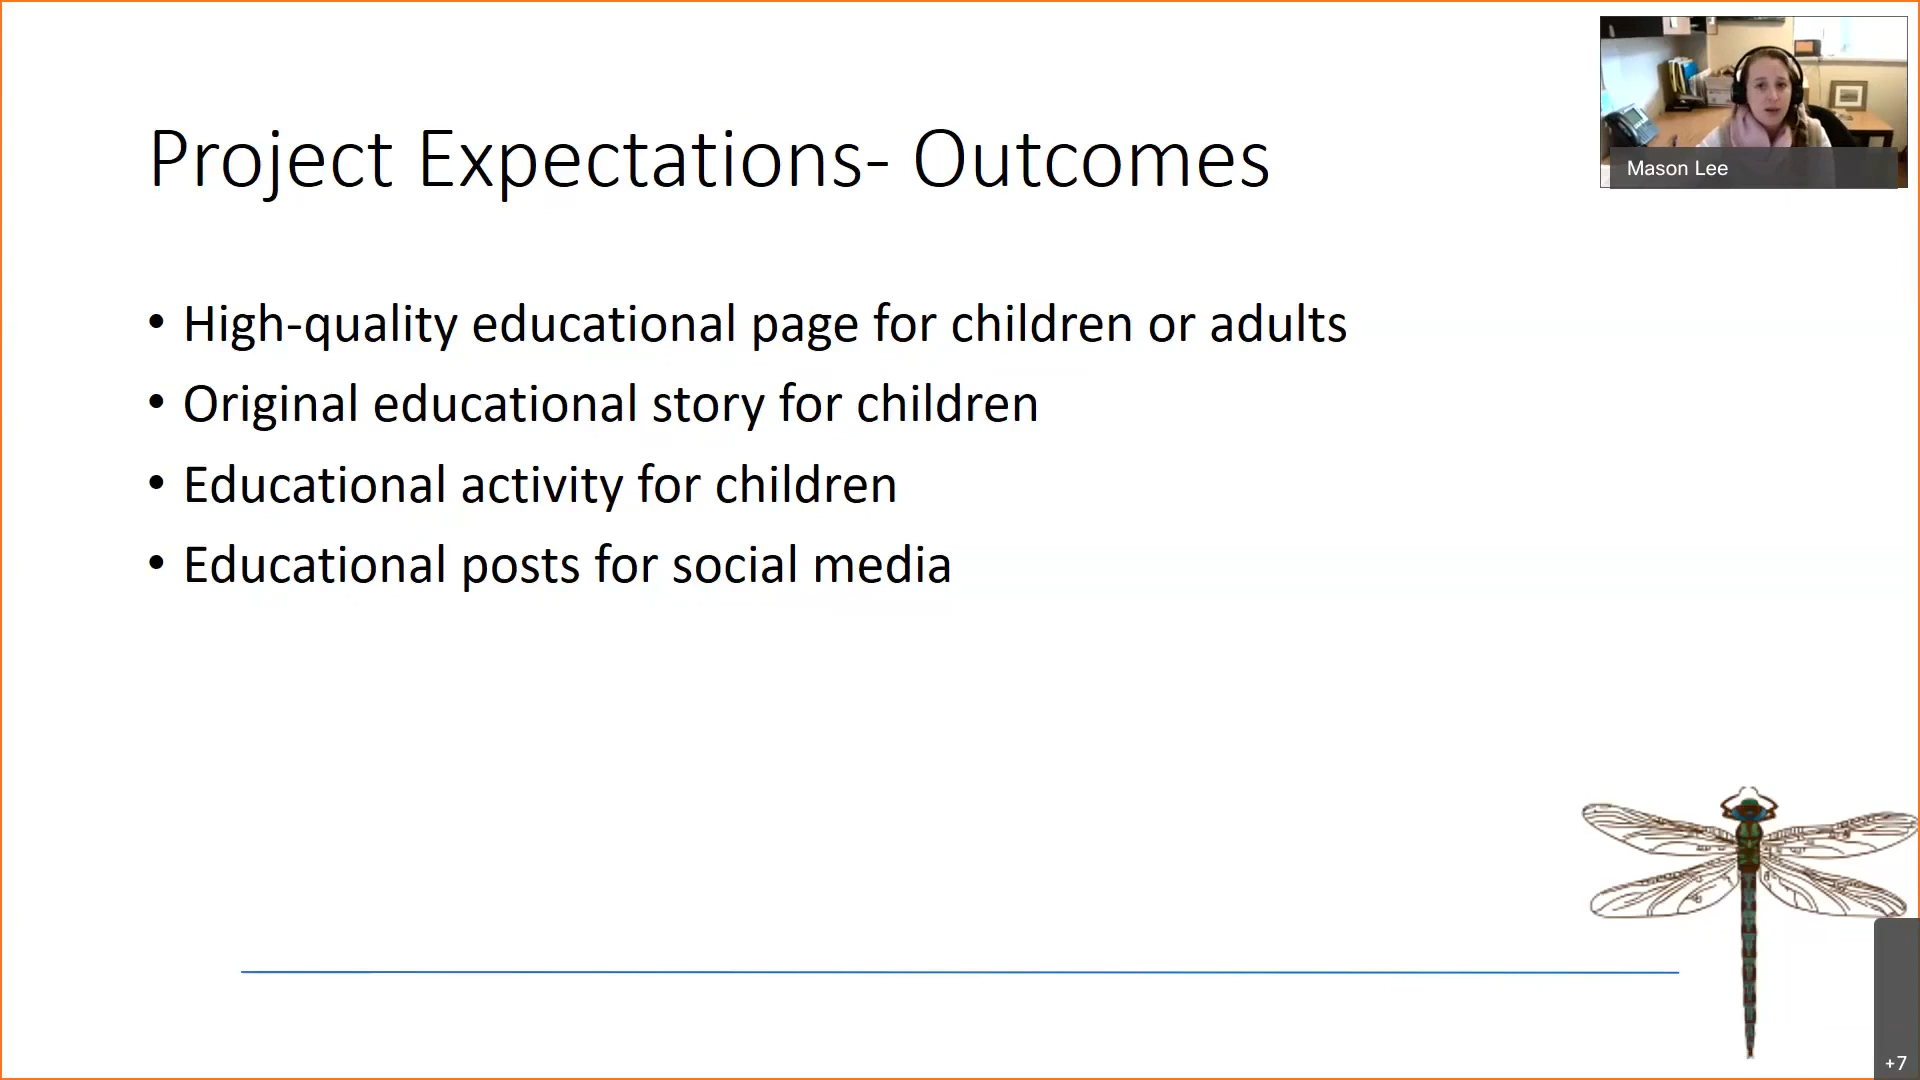 Project Expectations- Outcomes
Mason Lee
• High-quality educational page for children or adults
• Original educational story for children
• Educational activity for children
• Educational posts for social media
+7